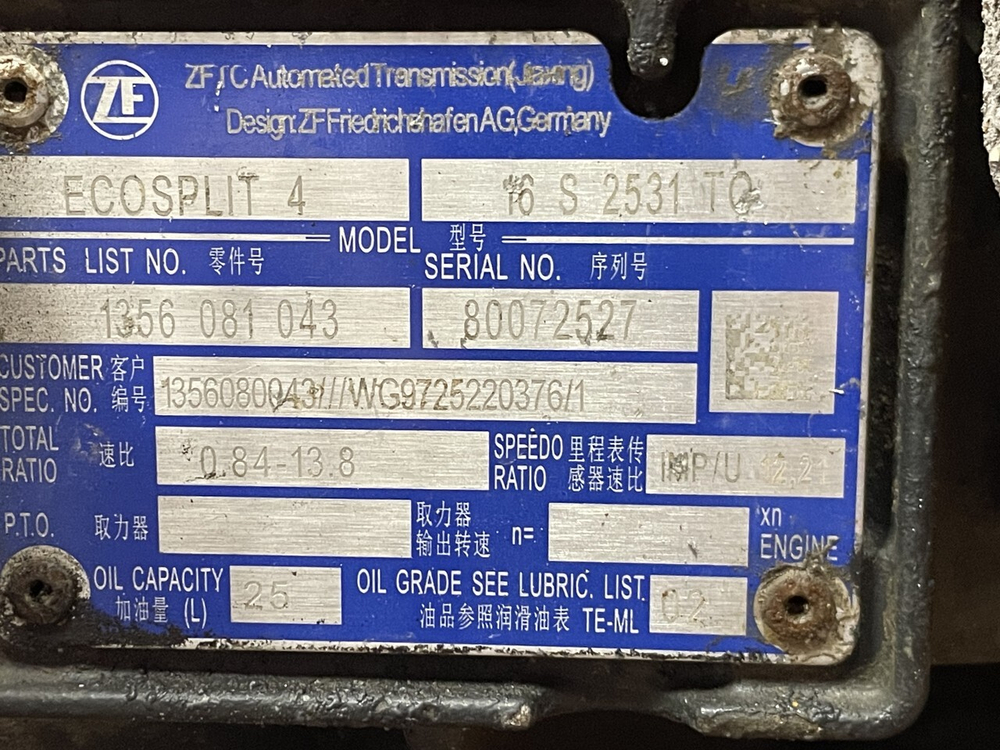 ZF
ZF TC Automated Transmission(Jiaxing)
Design:ZF Friedrichshafen AG,Germany
ECOSPLIT 4 16 S 2531 TO
MODEL 型号
PARTS LIST NO. 零件号 SERIAL NO. 序列号
1356 081 043 80072527
CUSTOMER 客户
SPEC. NO. 编号 1356080043///WG9725220376/1
TOTAL
RATIO 速比 0.84-13.8 SPEEDO 里程表传
RATIO 感器速比 IMP/U 12,21
P.T.O. 取力器 取力器
输出转速 n= xn
ENGINE
OIL CAPACITY
加油量 (L) 25 OIL GRADE SEE LUBRIC. LIST.
油品参照润滑油表 TE-ML 02